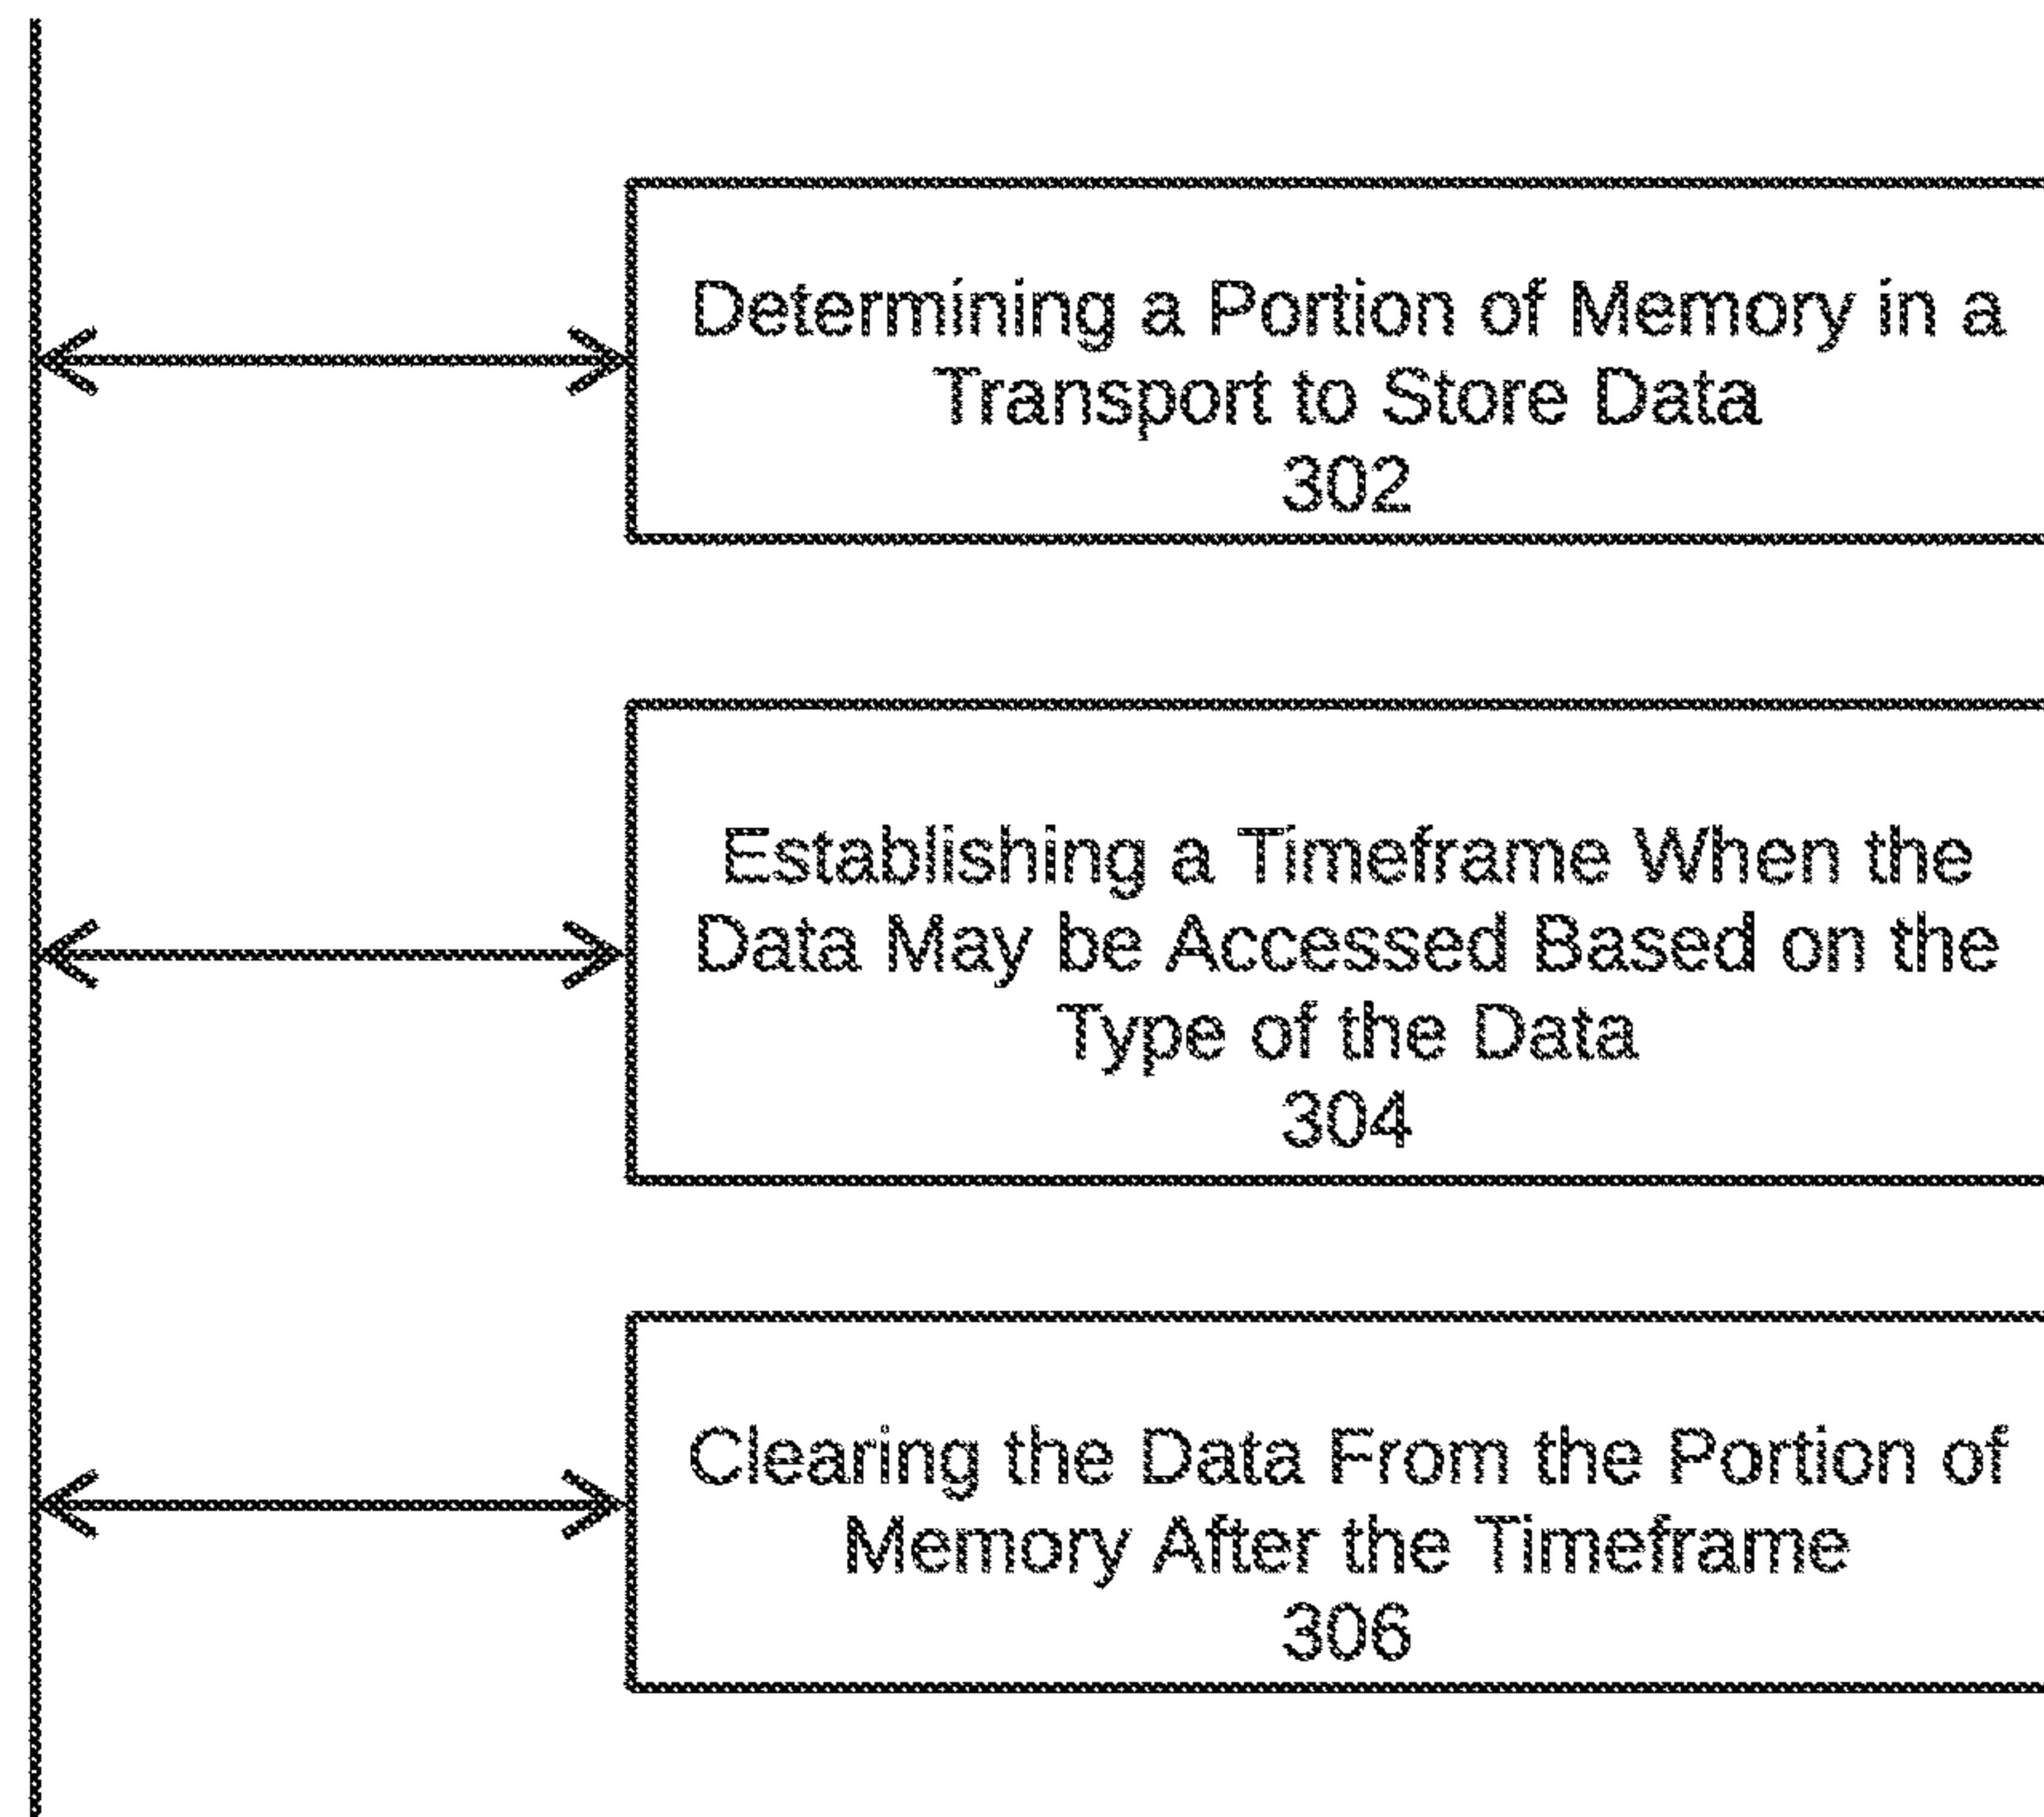 Determining a Portion of Memory in a
Transport to Store Data
302
Establishing a Timeframe When the
Data May be Accessed Based on the
Type of the Data
304
Clearing the Data From the Portion of
Memory After the Timeframe
306